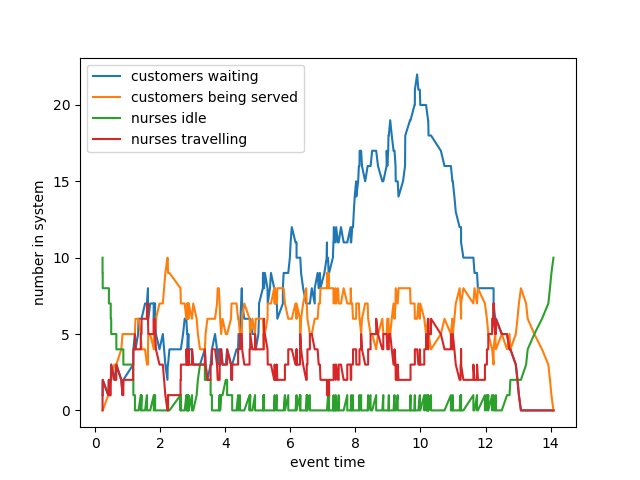 customers waiting
customers being served
nurses idle
nurses travelling
number in system
20
15
10
5
0
0 2 4 6 8 10 12 14
event time